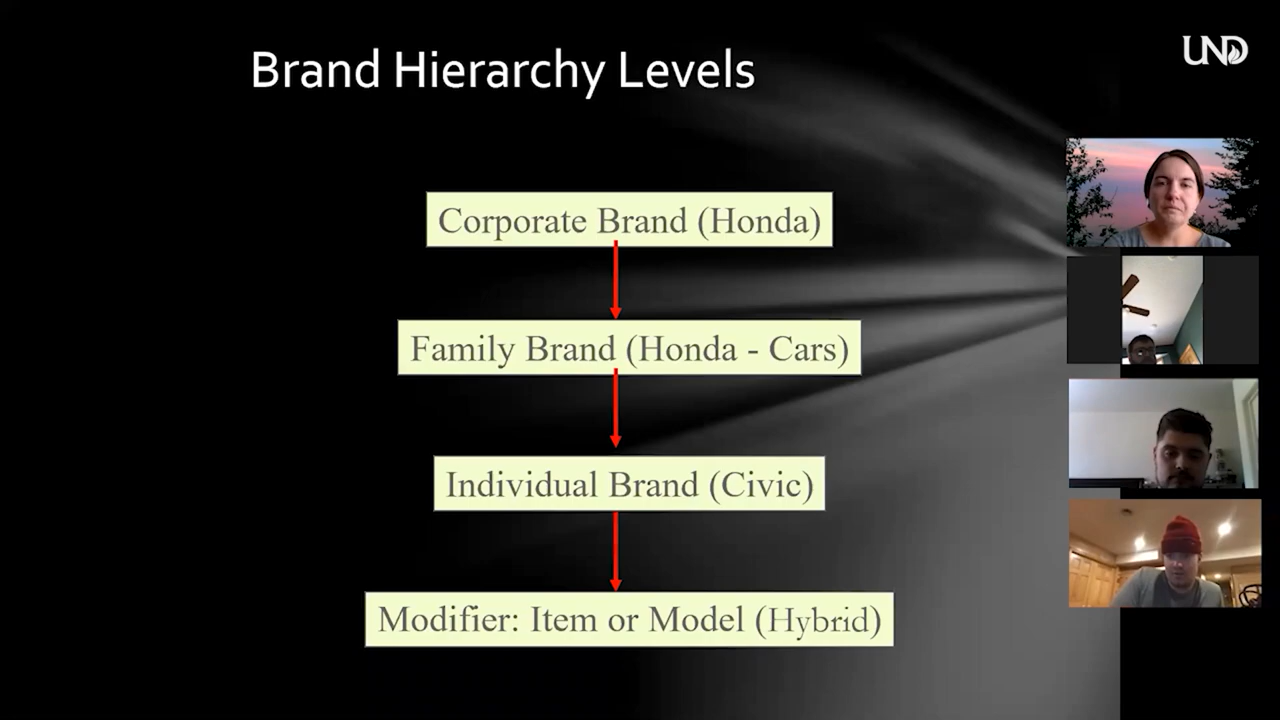 Brand Hierarchy Levels
UND
Corporate Brand (Honda)
Family Brand (Honda - Cars)
Individual Brand (Civic)
Modifier: Item or Model (Hybrid)